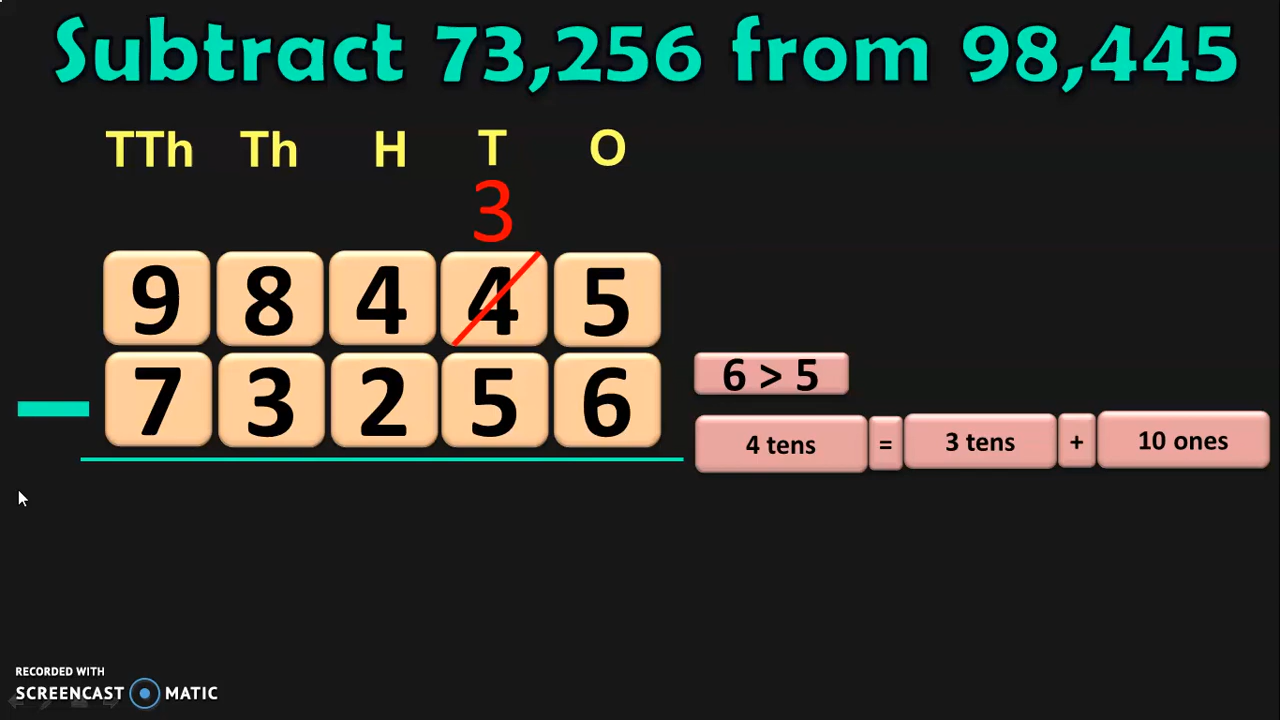 Subtract 73,256 from 98,445
TTh Th H T O
3
9 8 4 4 5
7 3 2 5 6
6 > 5
4 tens = 3 tens + 10 ones
RECORDED WITH
SCREENCAST MATIC